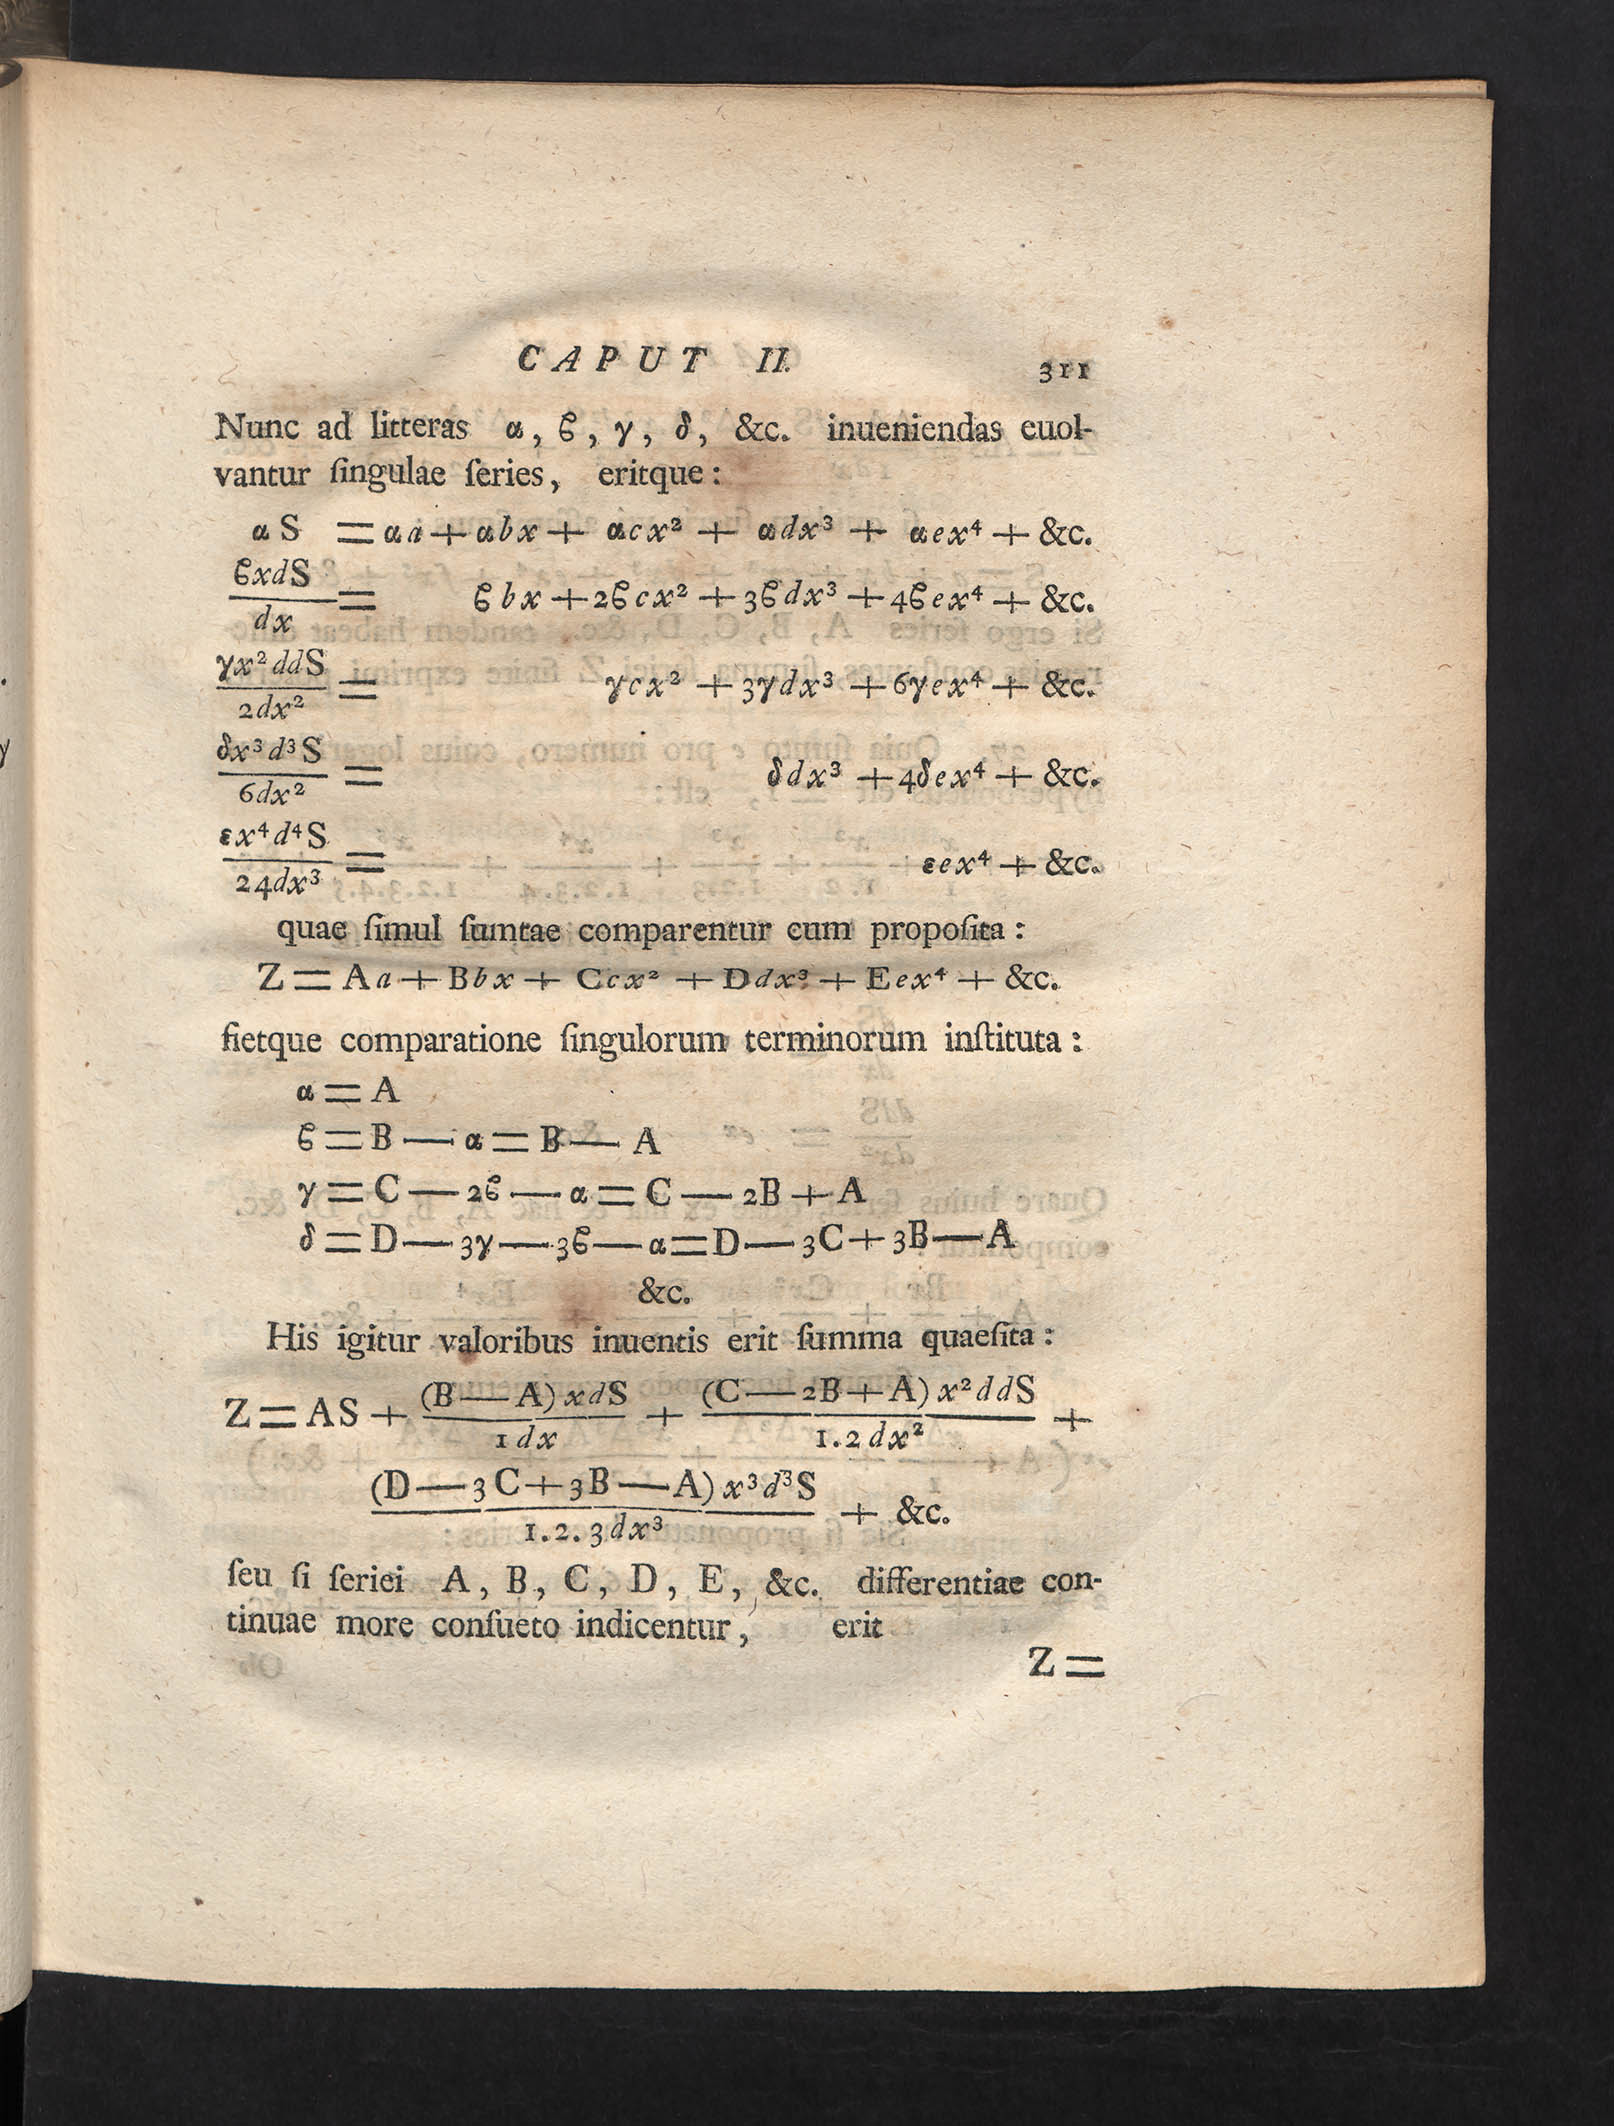 CAPUT II.
311
Nunc ad litteras α, ϐ, γ, δ, &c. inueniendas euol-
vantur ſingulae ſeries, eritque:
αS = αa + αbx + αcx² + αdx³ + αex⁴ + &c.
ϐxdS/dx = ϐbx + 2ϐcx² + 3ϐdx³ + 4ϐex⁴ + &c.
γx²ddS/2dx² = γcx² + 3γdx³ + 6γex⁴ + &c.
δx³d³S/6dx² = δdx³ + 4δex⁴ + &c.
εx⁴d⁴S/24dx³ = εex⁴ + &c.
quae ſimul ſumtae comparentur cum propoſita:
Z = Aa + Bbx + Ccx² + Ddx³ + Eex⁴ + &c.
fietque comparatione ſingulorum terminorum inſtituta:
α = A
ϐ = B — α = B — A
γ = C — 2ϐ — α = C — 2B + A
δ = D — 3γ — 3ϐ — α = D — 3C + 3B — A
&c.
His igitur valoribus inuentis erit ſumma quaeſita:
Z = AS + (B — A) xdS/1dx + (C — 2B + A) x²ddS/1.2dx² +
(D — 3C + 3B — A) x³d³S/1.2.3dx³ + &c.
ſeu ſi ſeriei A, B, C, D, E, &c. differentiae con-
tinuae more conſueto indicentur, erit
Z =